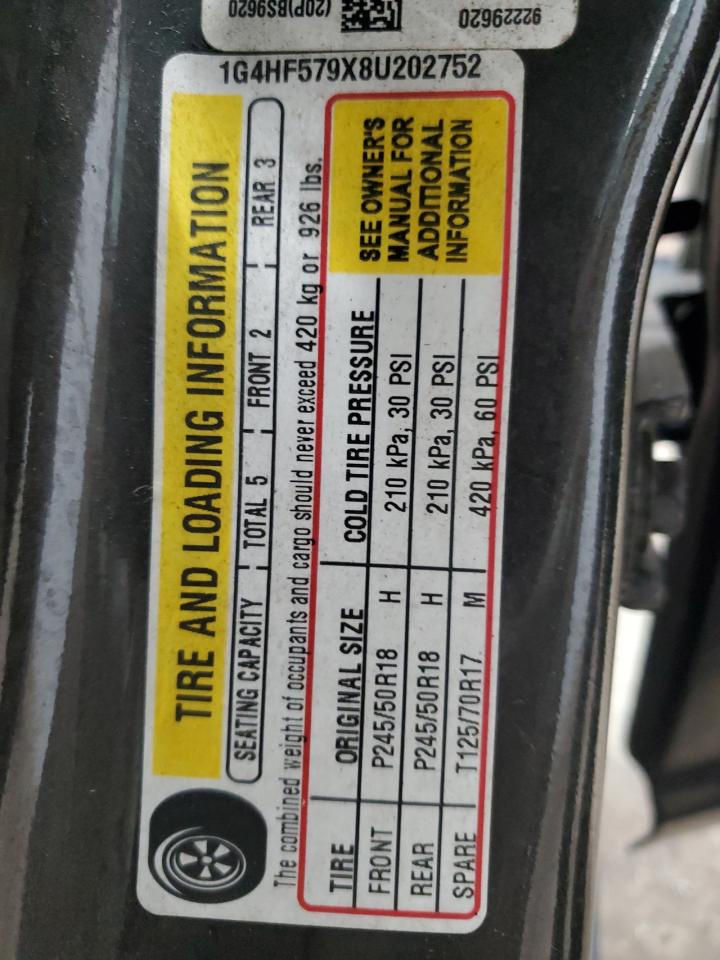 92229620
(20P)BS9620
1G4HF579X8U202752
TIRE AND LOADING INFORMATION
SEATING CAPACITY TOTAL 5 FRONT 2 REAR 3
The combined weight of occupants and cargo should never exceed 420 kg or 926 lbs.
TIRE ORIGINAL SIZE COLD TIRE PRESSURE
FRONT P245/50R18 H 210 kPa, 30 PSI
REAR P245/50R18 H 210 kPa, 30 PSI
SPARE T125/70R17 M 420 kPa, 60 PSI
SEE OWNER'S
MANUAL FOR
ADDITIONAL
INFORMATION